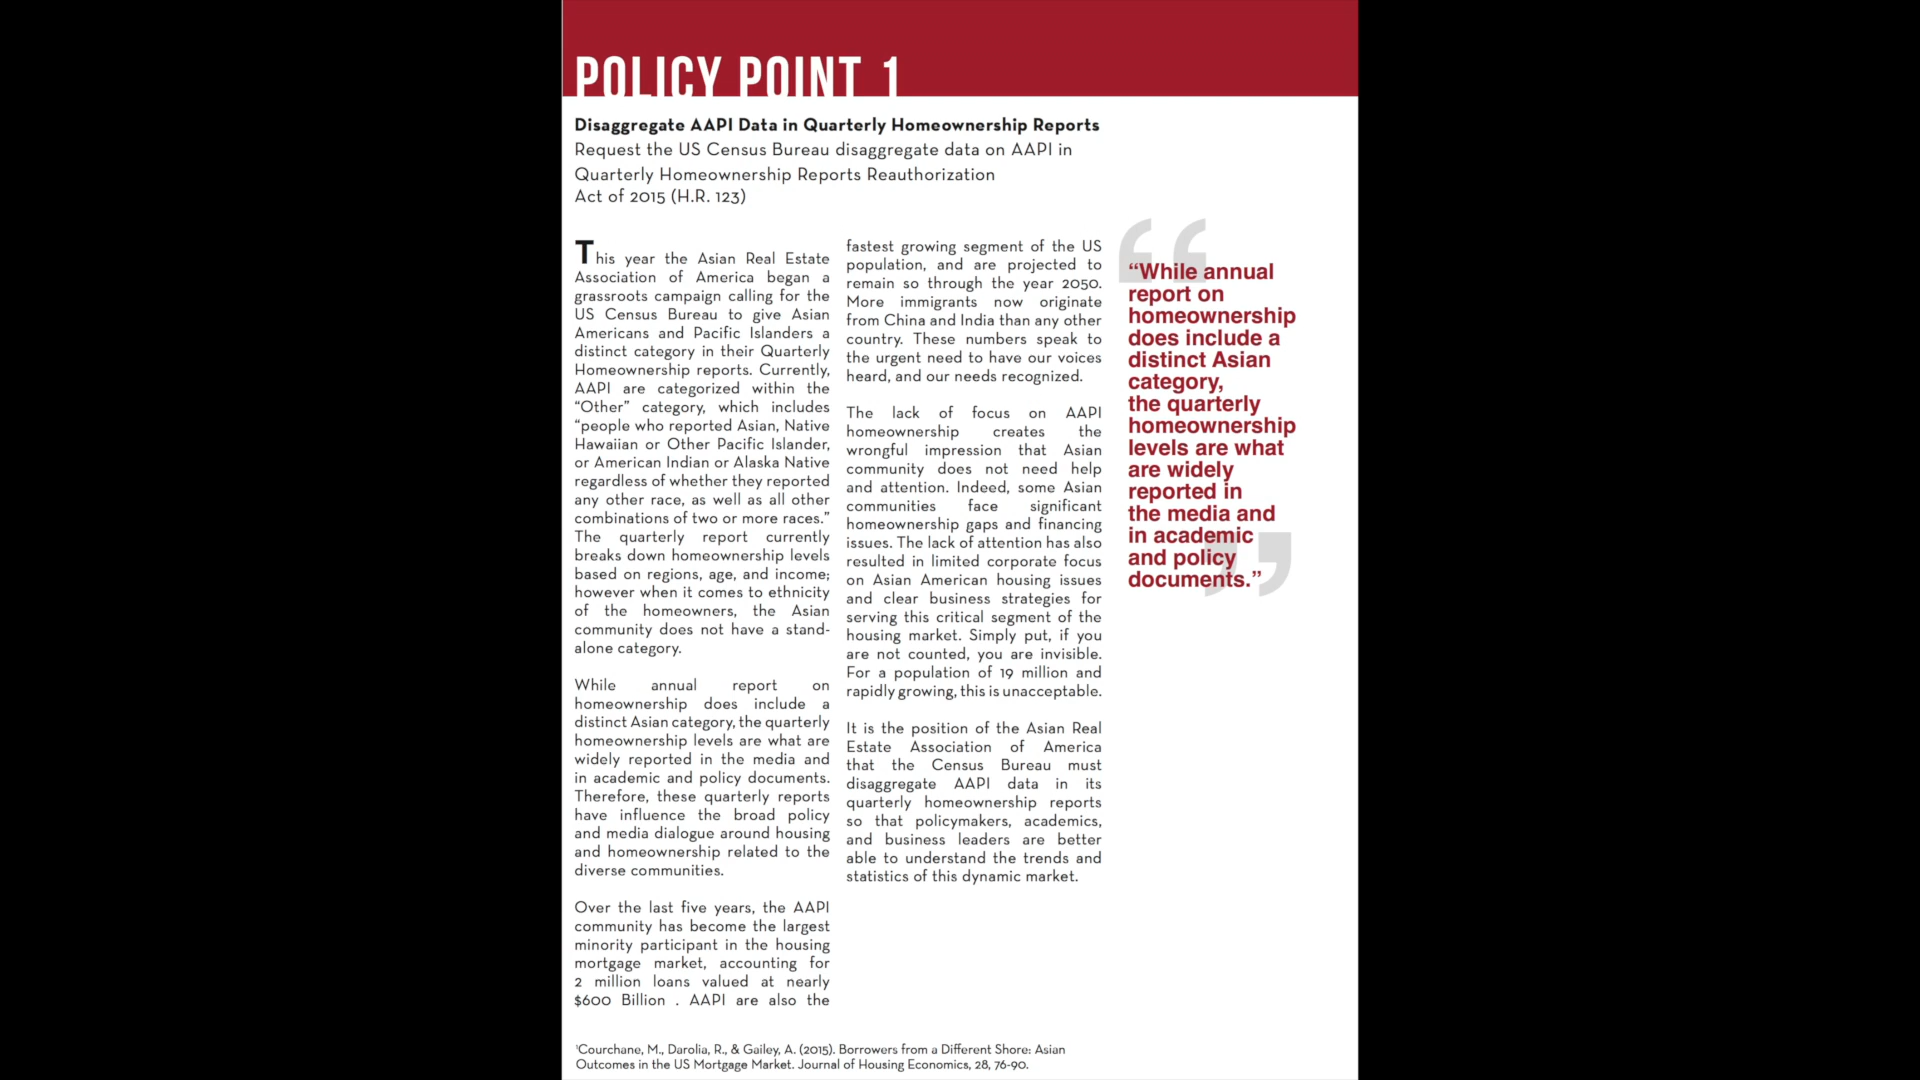 POLICY POINT 1
Disaggregate AAPI Data in Quarterly Homeownership Reports
Request the US Census Bureau disaggregate data on AAPI in
Quarterly Homeownership Reports Reauthorization
Act of 2015 (H.R. 123)
This year the Asian Real Estate
Association of America began a
grassroots campaign calling for the
US Census Bureau to give Asian
Americans and Pacific Islanders a
distinct category in their Quarterly
Homeownership reports. Currently,
AAPI are categorized within the
“Other” category, which includes
“people who reported Asian, Native
Hawaiian or Other Pacific Islander,
or American Indian or Alaska Native
regardless of whether they reported
any other race, as well as all other
combinations of two or more races.”
The quarterly report currently
breaks down homeownership levels
based on regions, age, and income;
however when it comes to ethnicity
of the homeowners, the Asian
community does not have a stand-
alone category.
While annual report on
homeownership does include a
distinct Asian category, the quarterly
homeownership levels are what are
widely reported in the media and
in academic and policy documents.
Therefore, these quarterly reports
have influence the broad policy
and media dialogue around housing
and homeownership related to the
diverse communities.
Over the last five years, the AAPI
community has become the largest
minority participant in the housing
mortgage market, accounting for
2 million loans valued at nearly
$600 Billion . AAPI are also the
fastest growing segment of the US
population, and are projected to
remain so through the year 2050.
More immigrants now originate
from China and India than any other
country. These numbers speak to
the urgent need to have our voices
heard, and our needs recognized.
The lack of focus on AAPI
homeownership creates the
wrongful impression that Asian
community does not need help
and attention. Indeed, some Asian
communities face significant
homeownership gaps and financing
issues. The lack of attention has also
resulted in limited corporate focus
on Asian American housing issues
and clear business strategies for
serving this critical segment of the
housing market. Simply put, if you
are not counted, you are invisible.
For a population of 19 million and
rapidly growing, this is unacceptable.
It is the position of the Asian Real
Estate Association of America
that the Census Bureau must
disaggregate AAPI data in its
quarterly homeownership reports
so that policymakers, academics,
and business leaders are better
able to understand the trends and
statistics of this dynamic market.
“While annual
report on
homeownership
does include a
distinct Asian
category,
the quarterly
homeownership
levels are what
are widely
reported in
the media and
in academic
and policy
documents.”
¹Courchane, M., Darolia, R., & Gailey, A. (2015). Borrowers from a Different Shore: Asian
Outcomes in the US Mortgage Market. Journal of Housing Economics, 28, 76-90.